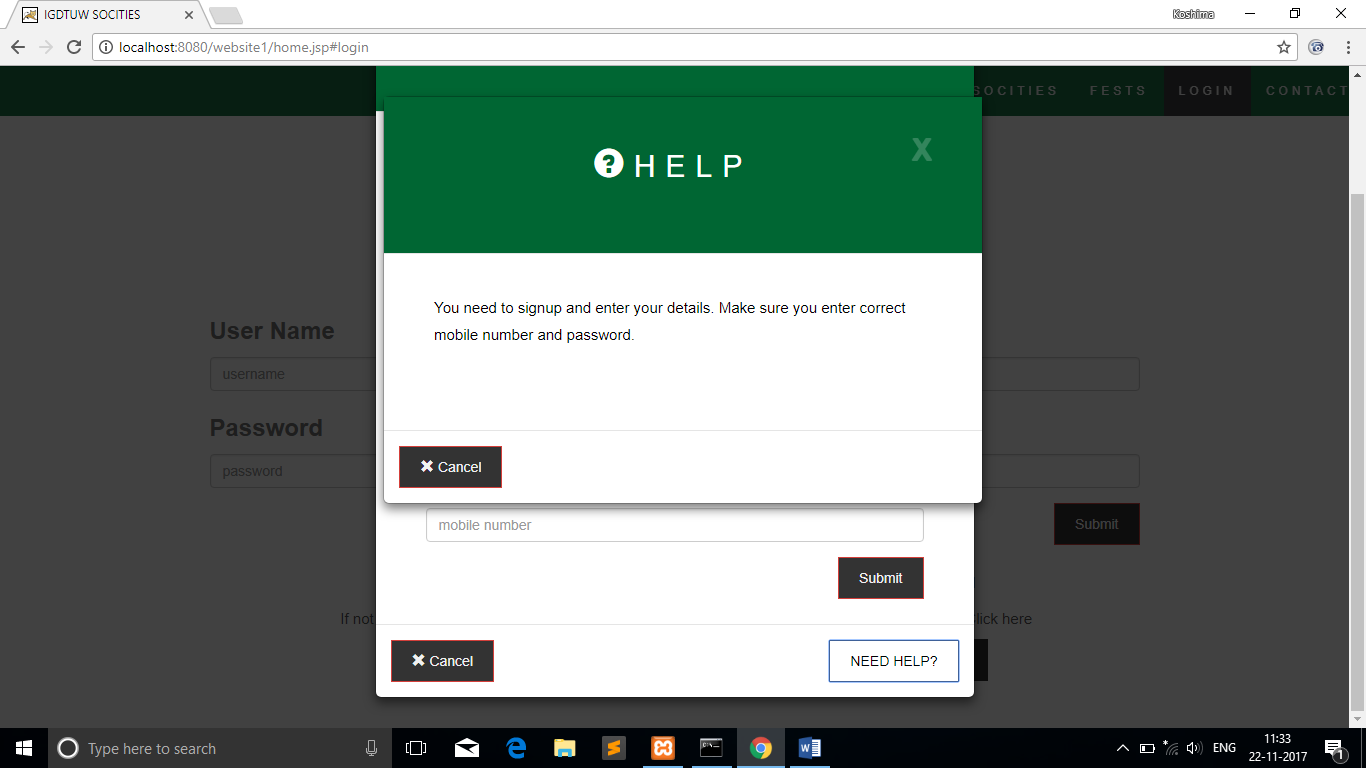 IGDTUW SOCITIES
Koshima
localhost:8080/website1/home.jsp#login
SOCITIES FESTS LOGIN CONTACT
HELP
X
You need to signup and enter your details. Make sure you enter correct
mobile number and password.
Cancel
User Name
username
Password
password
Submit
mobile number
Submit
If not
lick here
Cancel
NEED HELP?
Type here to search
ENG
11:33
22-11-2017
1